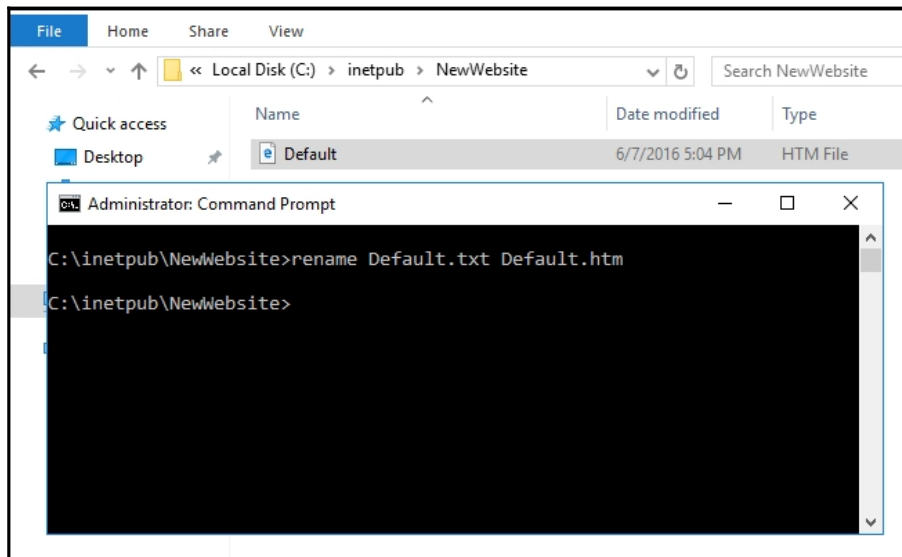 File Home Share View
« Local Disk (C:) › inetpub › NewWebsite Search NewWebsite
Quick access
Name Date modified Type
Desktop
Default 6/7/2016 5:04 PM HTM File
Administrator: Command Prompt
C:\inetpub\NewWebsite>rename Default.txt Default.htm
C:\inetpub\NewWebsite>